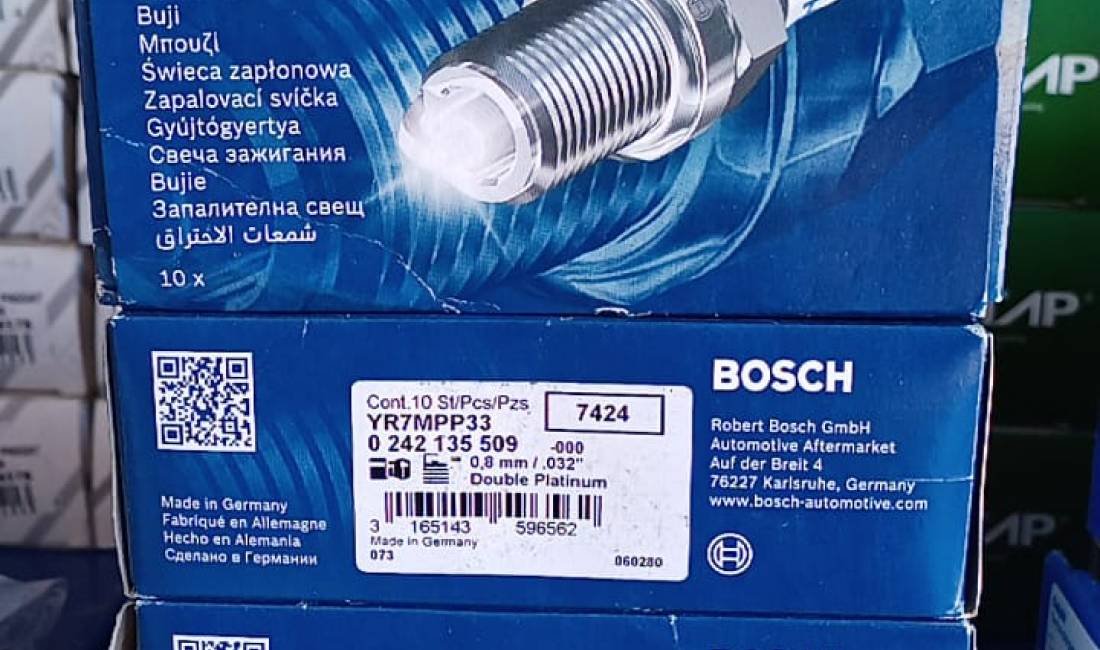 Buji
Μπουζί
Świeca zapłonowa
Zapalovací svíčka
Gyújtógyertya
Свеча зажигания
Bujie
Запалителна свещ
شمعات الاحتراق
10 x
AP
AP
AP
Cont.10 St/Pcs/Pzs
7424
YR7MPP33
0 242 135 509 -000
0,8 mm / .032"
Double Platinum
3 165143 596562
Made in Germany
073
060280
Made in Germany
Fabriqué en Allemagne
Hecho en Alemania
Сделано в Германии
BOSCH
Robert Bosch GmbH
Automotive Aftermarket
Auf der Breit 4
76227 Karlsruhe, Germany
www.bosch-automotive.com